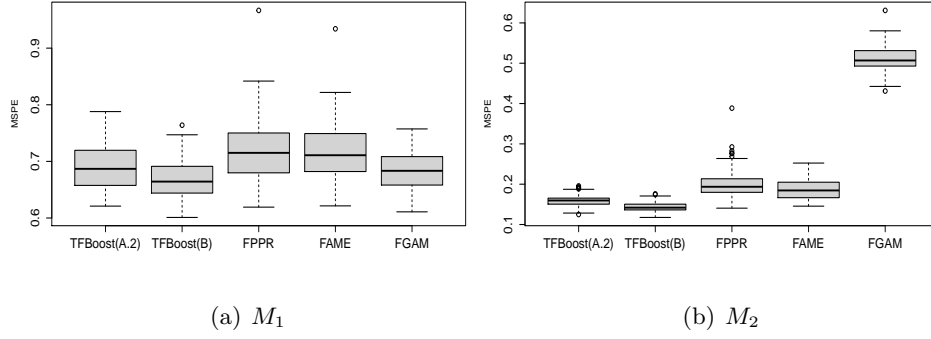 MSPE
0.9
0.8
0.7
0.6
TFBoost(A.2) TFBoost(B) FPPR FAME FGAM
(a) M1
MSPE
0.6
0.5
0.4
0.3
0.2
0.1
TFBoost(A.2) TFBoost(B) FPPR FAME FGAM
(b) M2